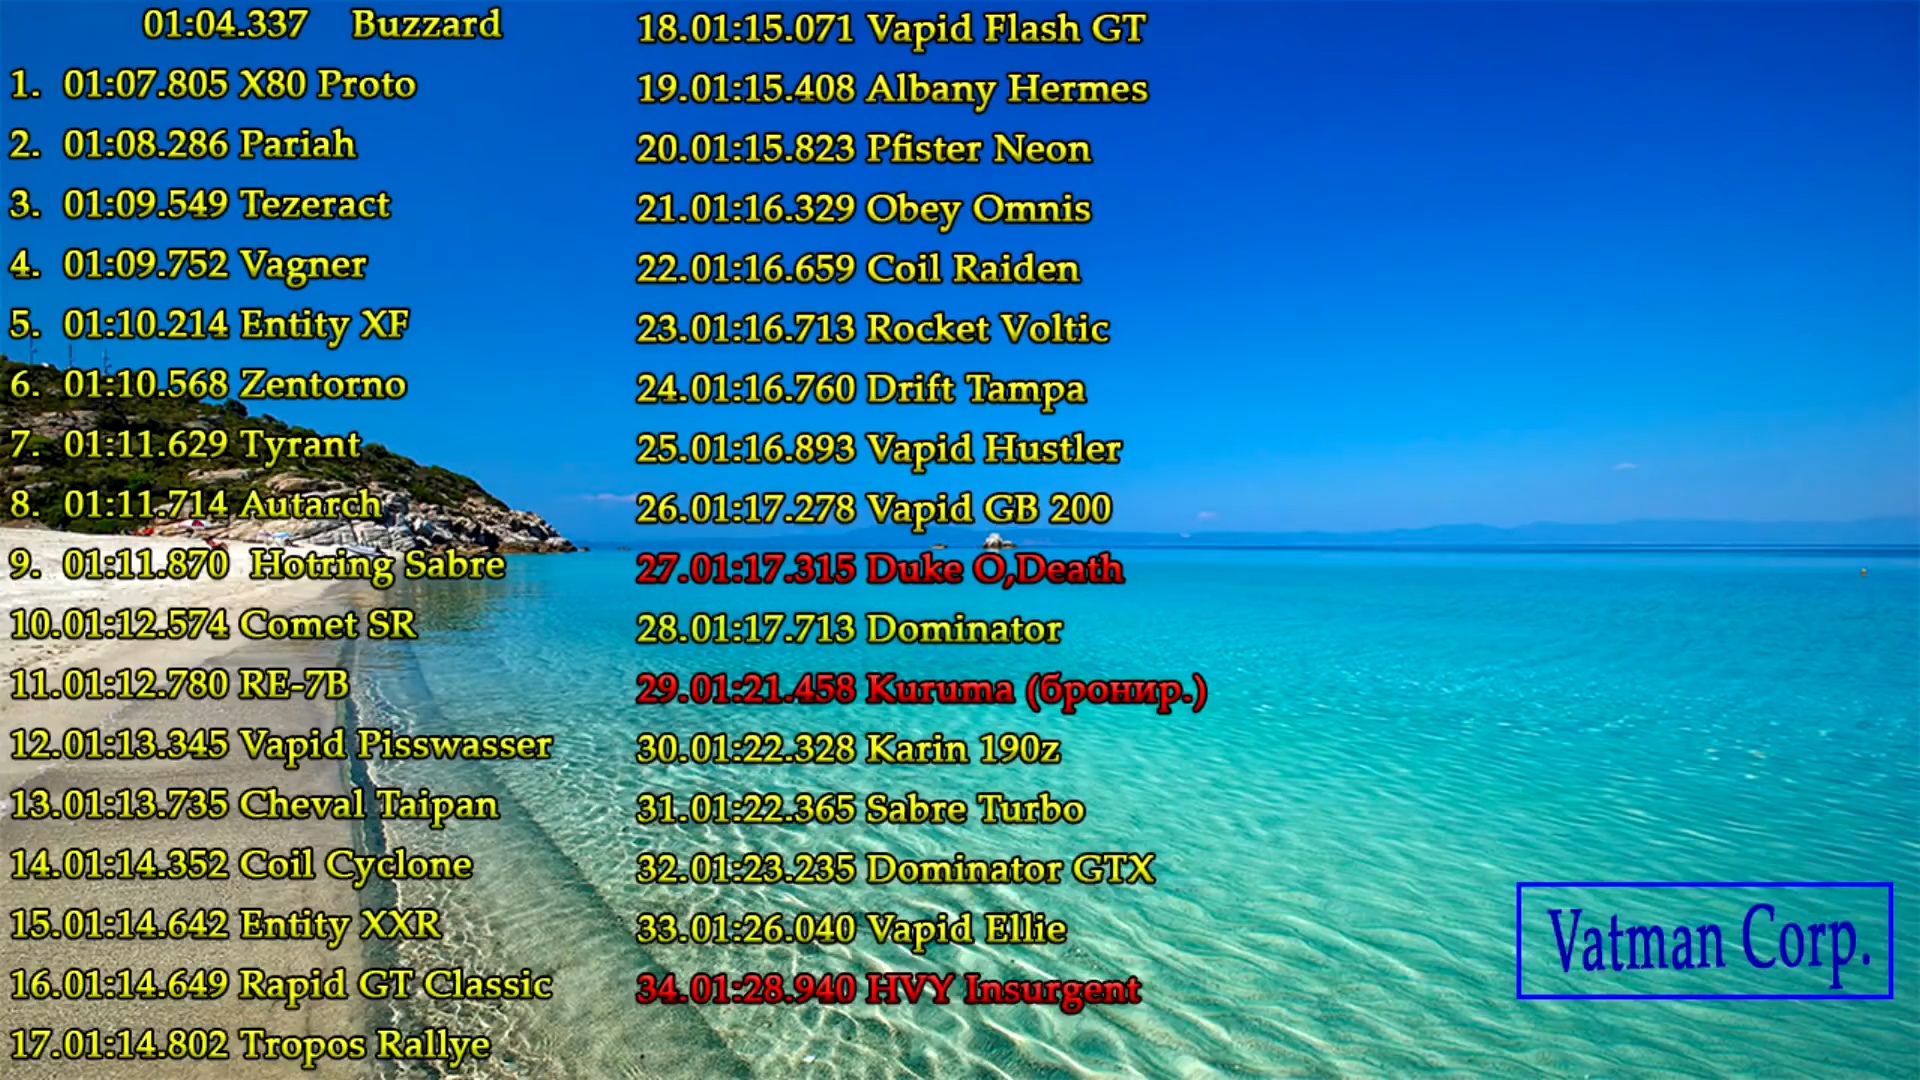 01:04.337 Buzzard
1. 01:07.805 X80 Proto
2. 01:08.286 Pariah
3. 01:09.549 Tezeract
4. 01:09.752 Vagner
5. 01:10.214 Entity XF
6. 01:10.568 Zentorno
7. 01:11.629 Tyrant
8. 01:11.714 Autarch
9. 01:11.870 Hotring Sabre
10.01:12.574 Comet SR
11.01:12.780 RE-7B
12.01:13.345 Vapid Pisswasser
13.01:13.735 Cheval Taipan
14.01:14.352 Coil Cyclone
15.01:14.642 Entity XXR
16.01:14.649 Rapid GT Classic
17.01:14.802 Tropos Rallye
18.01:15.071 Vapid Flash GT
19.01:15.408 Albany Hermes
20.01:15.823 Pfister Neon
21.01:16.329 Obey Omnis
22.01:16.659 Coil Raiden
23.01:16.713 Rocket Voltic
24.01:16.760 Drift Tampa
25.01:16.893 Vapid Hustler
26.01:17.278 Vapid GB 200
27.01:17.315 Duke O,Death
28.01:17.713 Dominator
29.01:21.458 Kuruma (бронир.)
30.01:22.328 Karin 190z
31.01:22.365 Sabre Turbo
32.01:23.235 Dominator GTX
33.01:26.040 Vapid Ellie
34.01:28.940 HVY Insurgent
Vatman Corp.